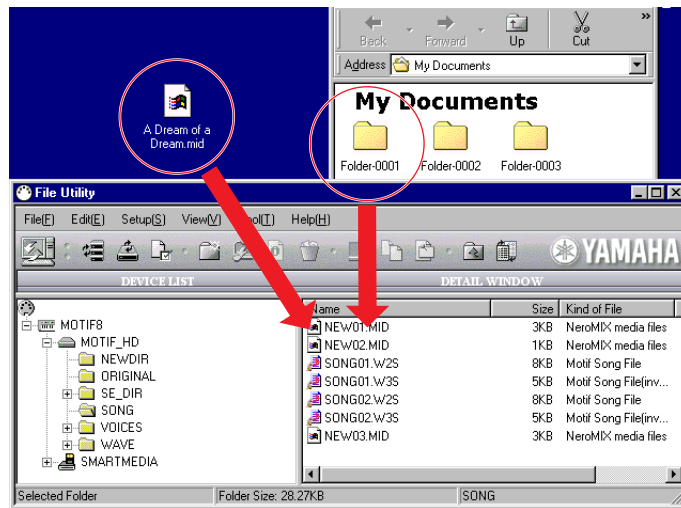 Back
Forward
Up
Cut
»
Address
My Documents
My Documents
A Dream of a
Dream.mid
Folder-0001
Folder-0002
Folder-0003
File Utility
File(F)
Edit(E)
Setup(S)
View(V)
Help(H)
YAMAHA
DEVICE LIST
DETAIL WINDOW
Name
Size
Kind of File
MOTIF8
MOTIF_HD
NEWDIR
ORIGINAL
SE_DIR
SONG
VOICES
WAVE
SMARTMEDIA
NEW01.MID 3KB NeroMIX media files
NEW02.MID 1KB NeroMIX media files
SONG01.W2S 8KB Motif Song File
SONG01.W3S 5KB Motif Song File(inv...
SONG02.W2S 8KB Motif Song File
SONG02.W3S 5KB Motif Song File(inv...
NEW03.MID 3KB NeroMIX media files
Selected Folder
Folder Size: 28.27KB
SONG